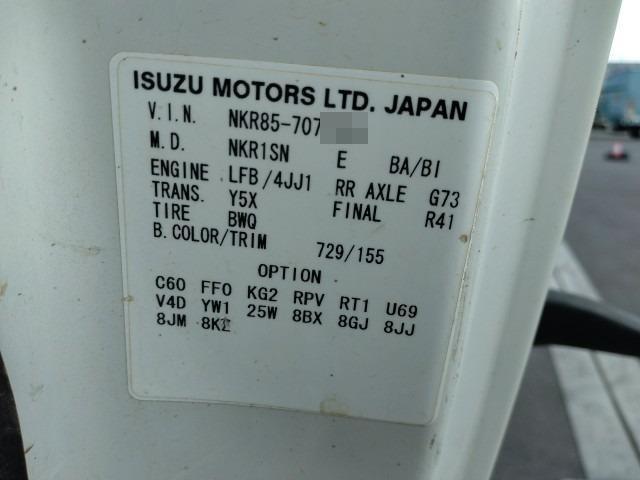 ISUZU MOTORS LTD. JAPAN
V.I.N. NKR85-707
M.D. NKR1SN E BA/BI
ENGINE LFB/4JJ1 RR AXLE G73
TRANS. Y5X FINAL R41
TIRE BWQ
B.COLOR/TRIM 729/155
OPTION
C60 FF0 KG2 RPV RT1 U69
V4D YW1 25W 8BX 8GJ 8JJ
8JM